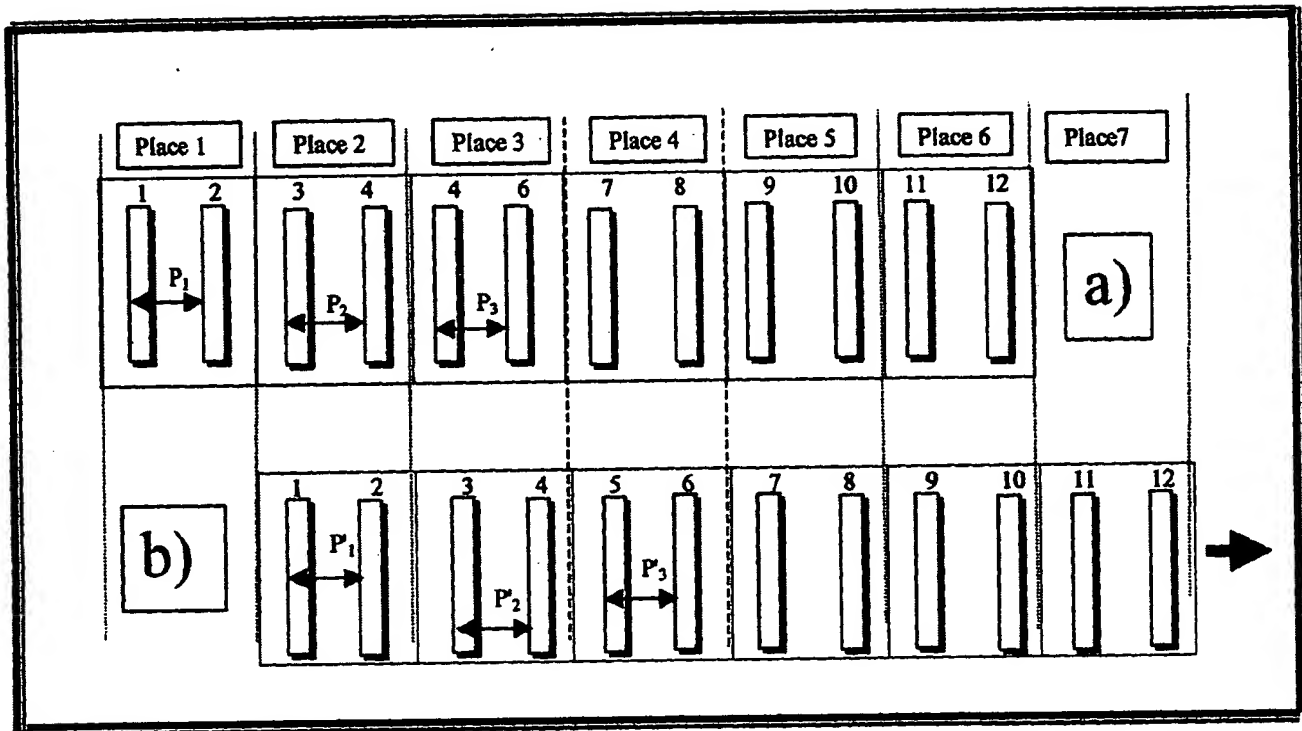 Place 1 Place 2 Place 3 Place 4 Place 5 Place 6 Place7
1 2 3 4 4 6 7 8 9 10 11 12
a)
P₁ P₂ P₃
1 2 3 4 5 6 7 8 9 10 11 12
b)
P'₁ P'₂ P'₃